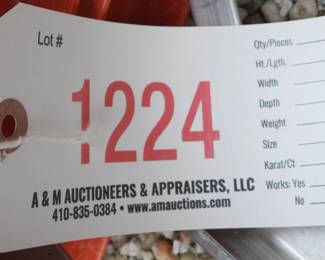 Lot #
1224
A & M AUCTIONEERS & APPRAISERS, LLC
410-835-0384 • www.amauctions.com
Qty/Pieces
Ht./Lgth.
Width
Depth
Weight
Size
Karat/Ct
Works: Yes
No